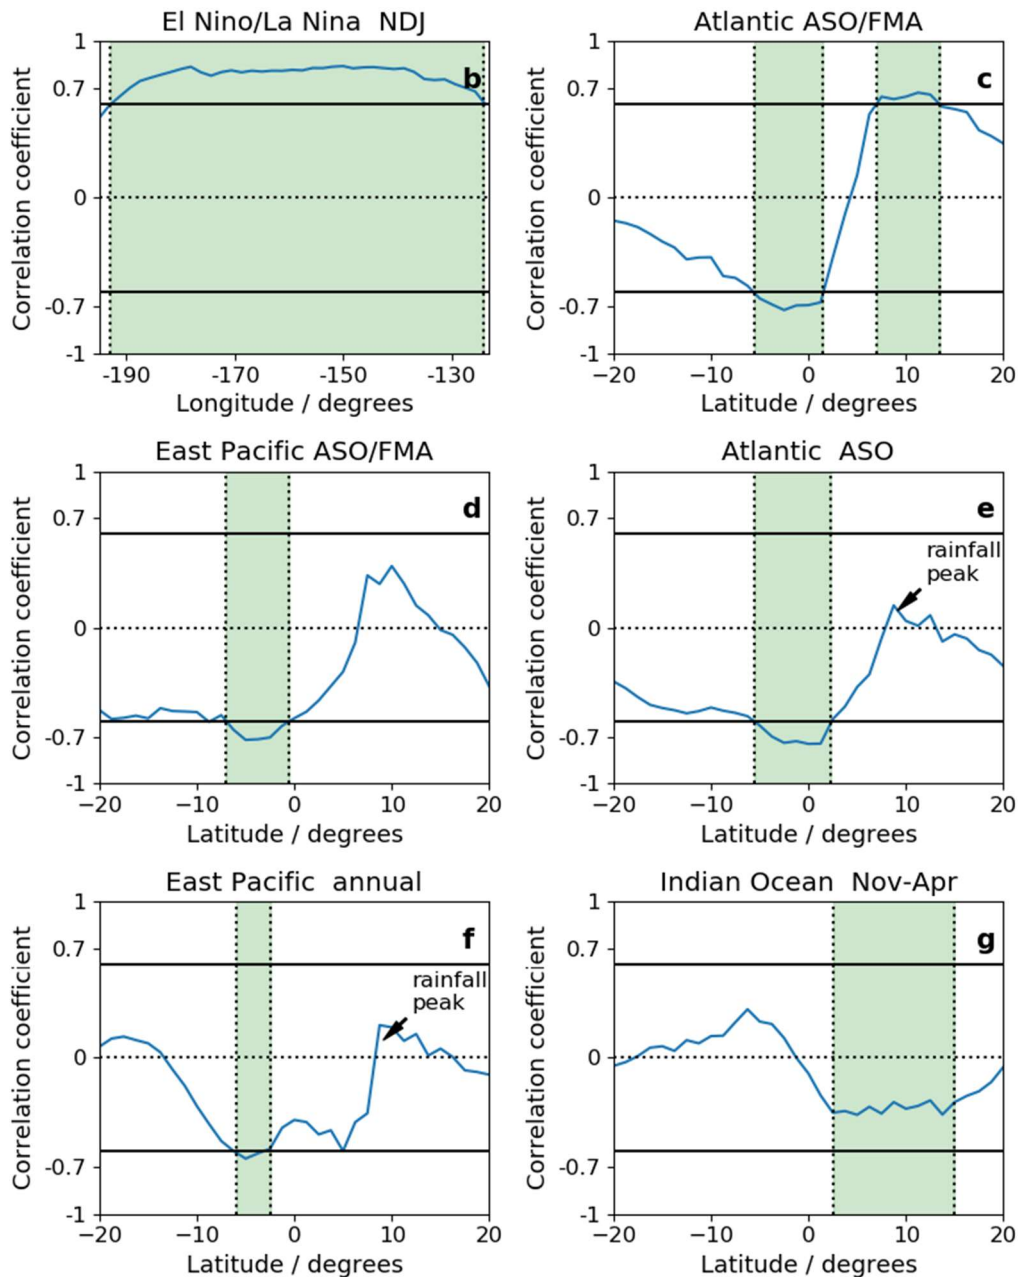 El Nino/La Nina  NDJ
Correlation coefficient
1
0.7
0
-0.7
-1
b
-190
-170
-150
-130
Longitude / degrees
Atlantic ASO/FMA
Correlation coefficient
1
0.7
0
-0.7
-1
c
−20
−10
0
10
20
Latitude / degrees
East Pacific ASO/FMA
Correlation coefficient
1
0.7
0
-0.7
-1
d
−20
−10
0
10
20
Latitude / degrees
Atlantic  ASO
Correlation coefficient
1
0.7
0
-0.7
-1
e
rainfall
peak
−20
−10
0
10
20
Latitude / degrees
East Pacific  annual
Correlation coefficient
1
0.7
0
-0.7
-1
f
rainfall
peak
−20
−10
0
10
20
Latitude / degrees
Indian Ocean  Nov-Apr
Correlation coefficient
1
0.7
0
-0.7
-1
g
−20
−10
0
10
20
Latitude / degrees